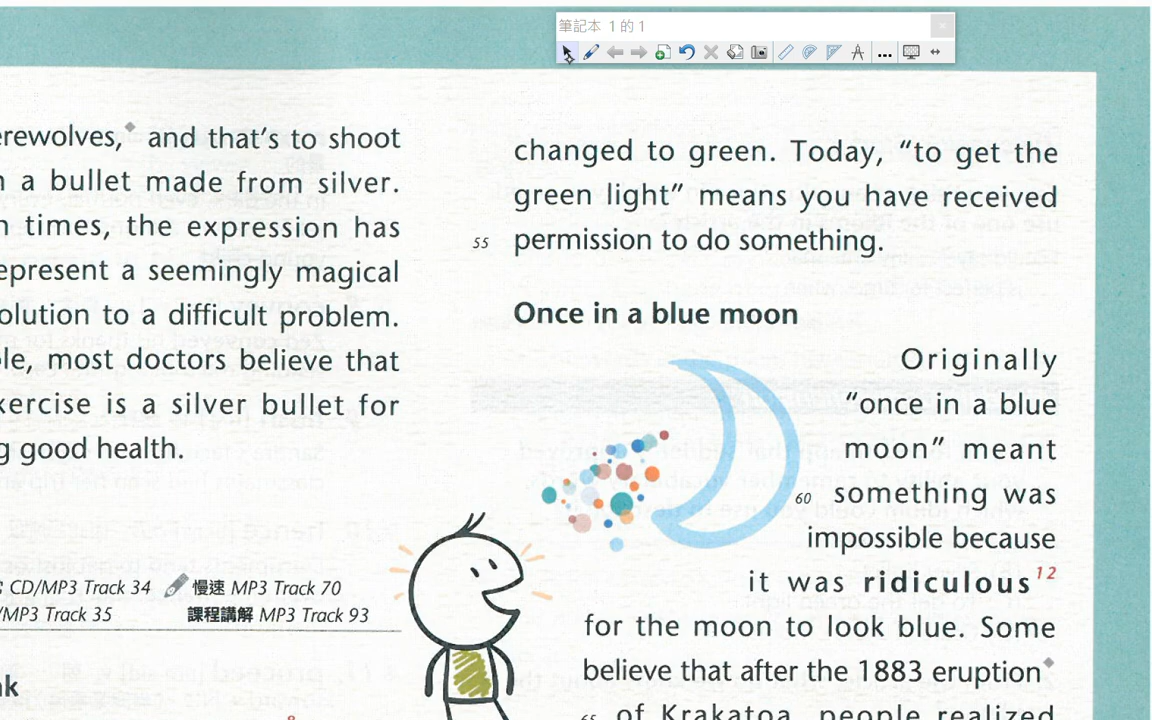 筆記本 1 的 1
erewolves,◆ and that's to shoot
a bullet made from silver.
times, the expression has
epresent a seemingly magical
olution to a difficult problem.
le, most doctors believe that
xercise is a silver bullet for
g good health.
CD/MP3 Track 34 慢速 MP3 Track 70
/MP3 Track 35 課程講解 MP3 Track 93
nk
8
changed to green. Today, “to get the
green light” means you have received
55 permission to do something.
Once in a blue moon
Originally
“once in a blue
moon” meant
60 something was
impossible because
it was ridiculous 12
for the moon to look blue. Some
believe that after the 1883 eruption◆
65 of Krakatoa, people realized